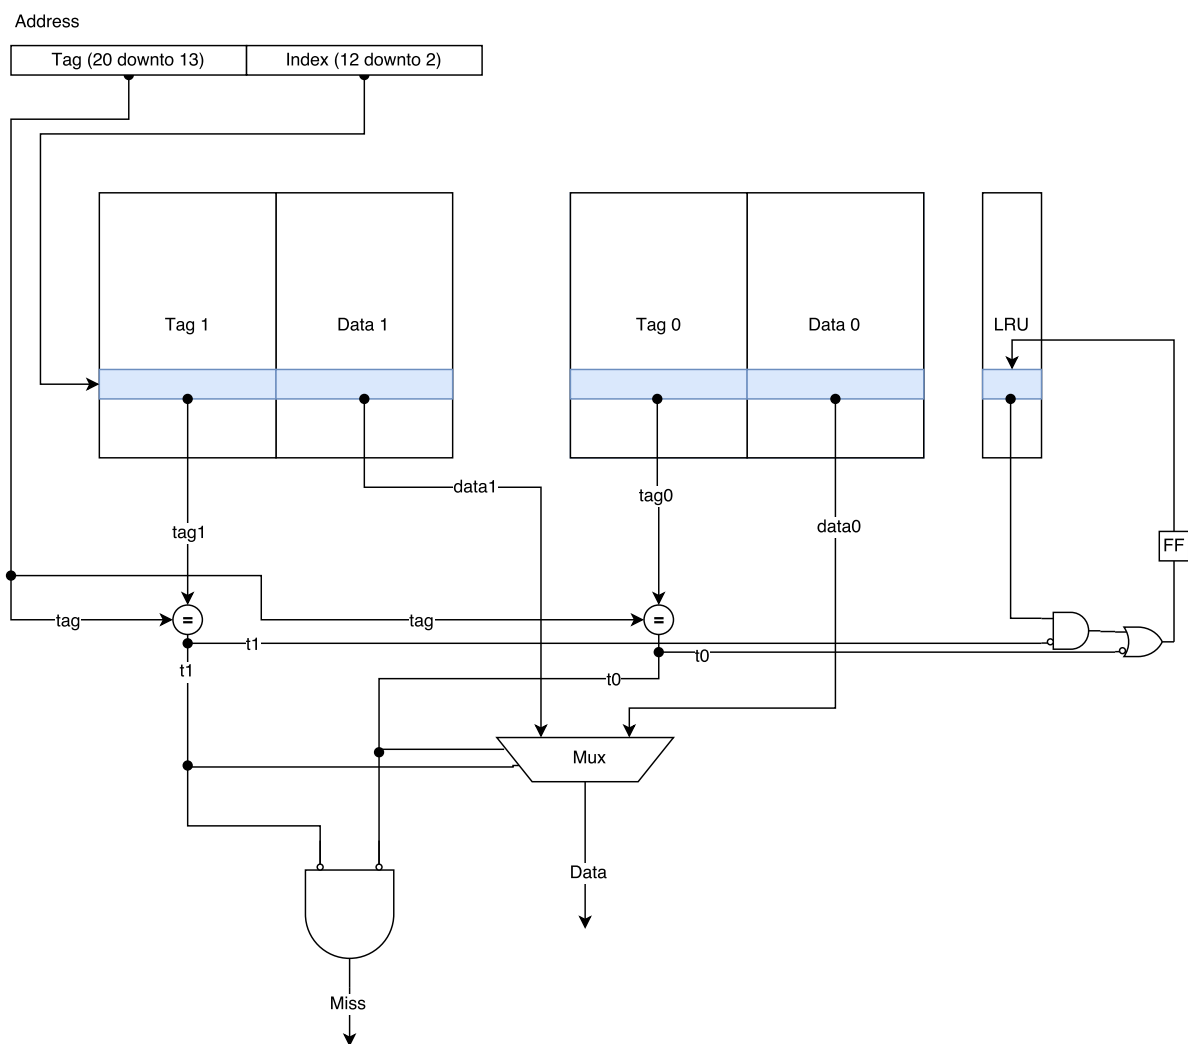 Address
Tag (20 downto 13) Index (12 downto 2)
Tag 1 Data 1 Tag 0 Data 0 LRU
data1
tag0
data0
tag1
FF
tag = tag =
t1
t0
t1
t0
Mux
Data
Miss